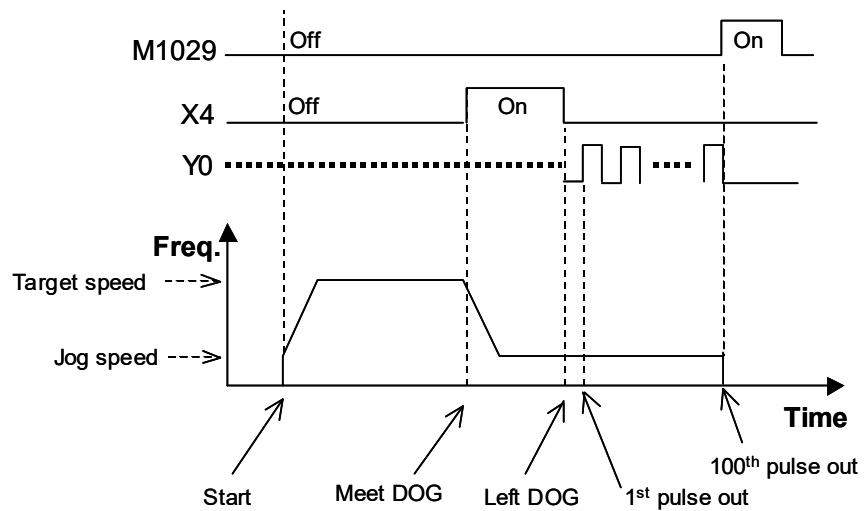 M1029
Off
On
X4
Off
On
Y0
Freq.
Target speed
Jog speed
Time
Start
Meet DOG
Left DOG
1st pulse out
100th pulse out